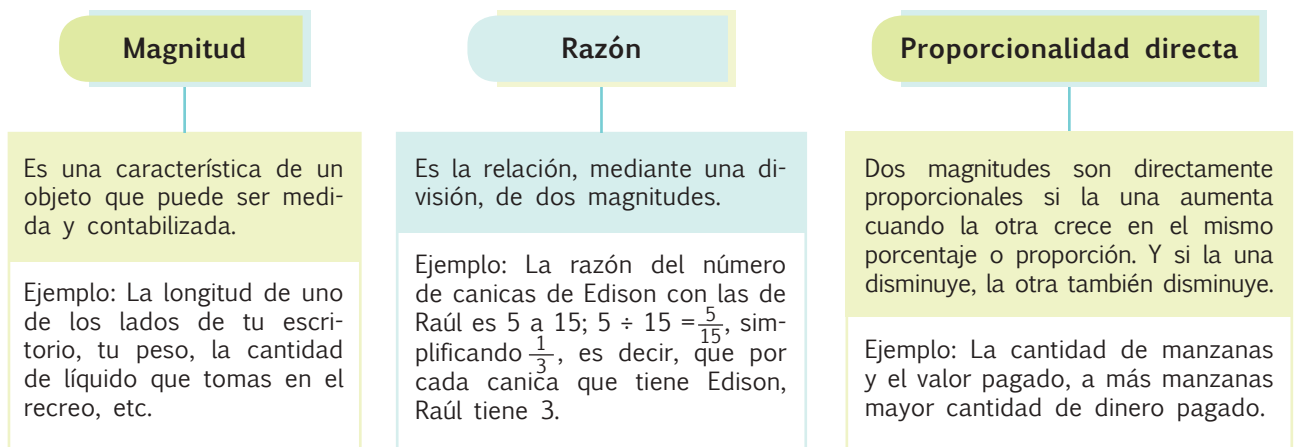 Magnitud
Es una característica de un
objeto que puede ser medi-
da y contabilizada.
Ejemplo: La longitud de uno
de los lados de tu escri-
torio, tu peso, la cantidad
de líquido que tomas en el
recreo, etc.
Razón
Es la relación, mediante una di-
visión, de dos magnitudes.
Ejemplo: La razón del número
de canicas de Edison con las de
Raúl es 5 a 15; 5 ÷ 15 = 5/15, sim-
plificando 1/3, es decir, que por
cada canica que tiene Edison,
Raúl tiene 3.
Proporcionalidad directa
Dos magnitudes son directamente
proporcionales si la una aumenta
cuando la otra crece en el mismo
porcentaje o proporción. Y si la una
disminuye, la otra también disminuye.
Ejemplo: La cantidad de manzanas
y el valor pagado, a más manzanas
mayor cantidad de dinero pagado.